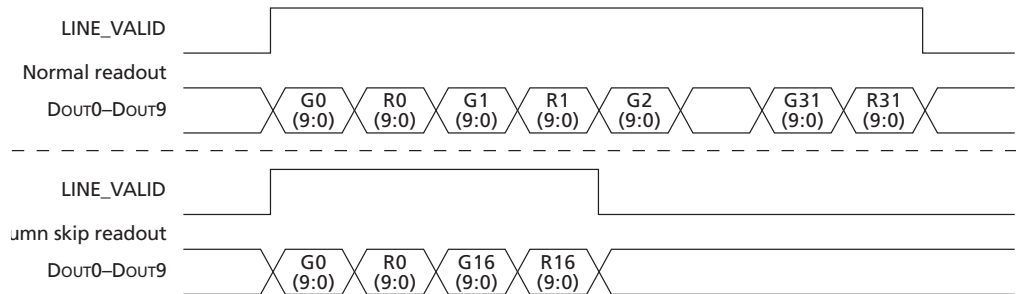 LINE_VALID
Normal readout
DOUT0–DOUT9
G0 R0 G1 R1 G2 G31 R31
(9:0) (9:0) (9:0) (9:0) (9:0) (9:0) (9:0)
LINE_VALID
umn skip readout
DOUT0–DOUT9
G0 R0 G16 R16
(9:0) (9:0) (9:0) (9:0)